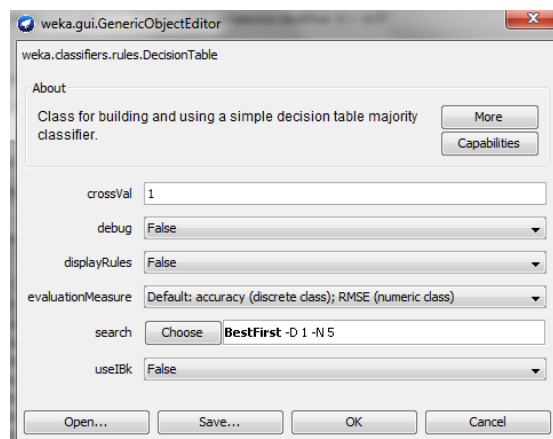 weka.gui.GenericObjectEditor
weka.classifiers.rules.DecisionTable
About
Class for building and using a simple decision table majority
classifier.
More
Capabilities
crossVal 1
debug False
displayRules False
evaluationMeasure Default: accuracy (discrete class); RMSE (numeric class)
search Choose BestFirst -D 1 -N 5
useIBk False
Open... Save... OK Cancel